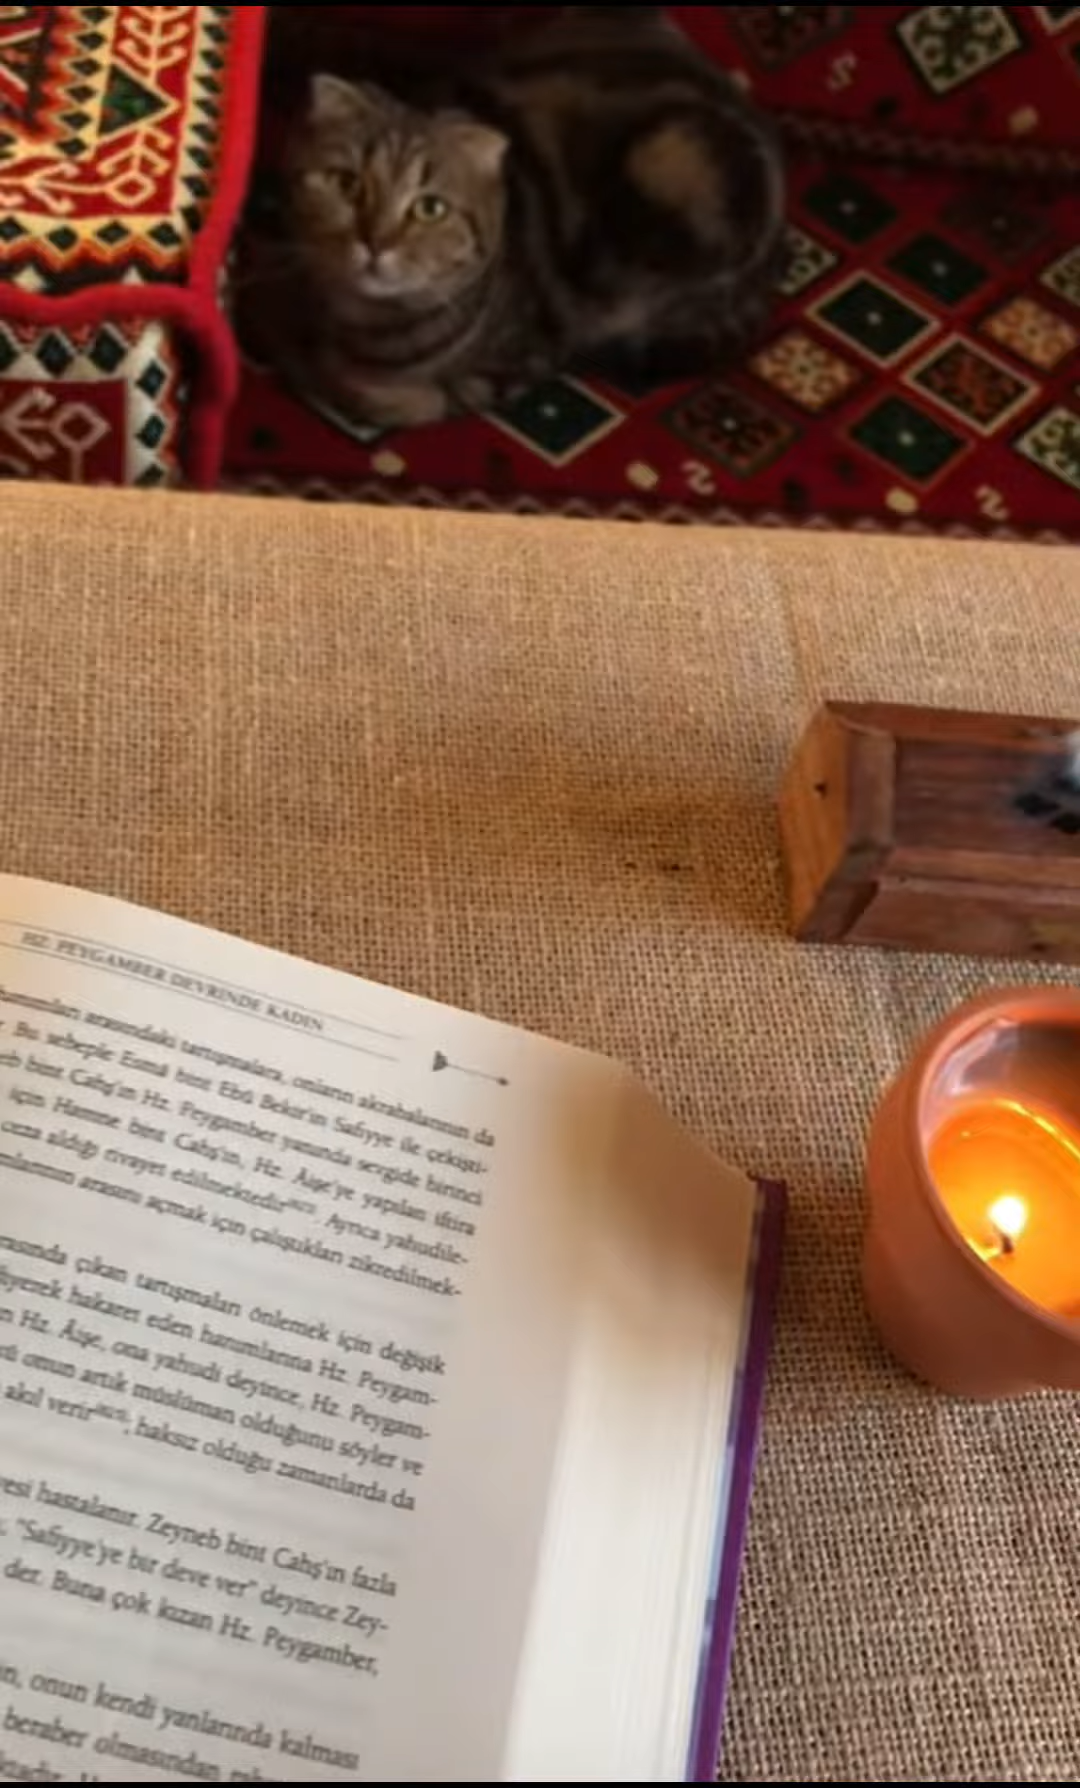 HZ. PEYGAMBER DEVRİNDE KADIN
arasındaki tartışmalara, onların akrabalarının da
Bu sebeple Esmâ bint Ebû Bekir'in Safiyye ile çekişti-
bint Cahş'ın Hz. Peygamber yanında sergide birinci
için Hamne bint Cahş'ın, Hz. Âişe'ye yapılan iftira
ceza aldığı rivayet edilmektedir. Ayrıca yahudile-
arasını açmak için çalıştıkları zikredilmek-
çıkan tartışmaları önlemek için değişik
hakaret eden hanımlarına Hz. Peygam-
Hz. Âişe, ona yahudi deyince, Hz. Peygam-
onun artık müslüman olduğunu söyler ve
akıl verir, haksız olduğu zamanlarda da
hastalanır. Zeyneb bint Cahş'ın fazla
"Safiyye'ye bir deve ver" deyince Zey-
der. Buna çok kızan Hz. Peygamber,
onun kendi yanlarında kalması
beraber olmasından